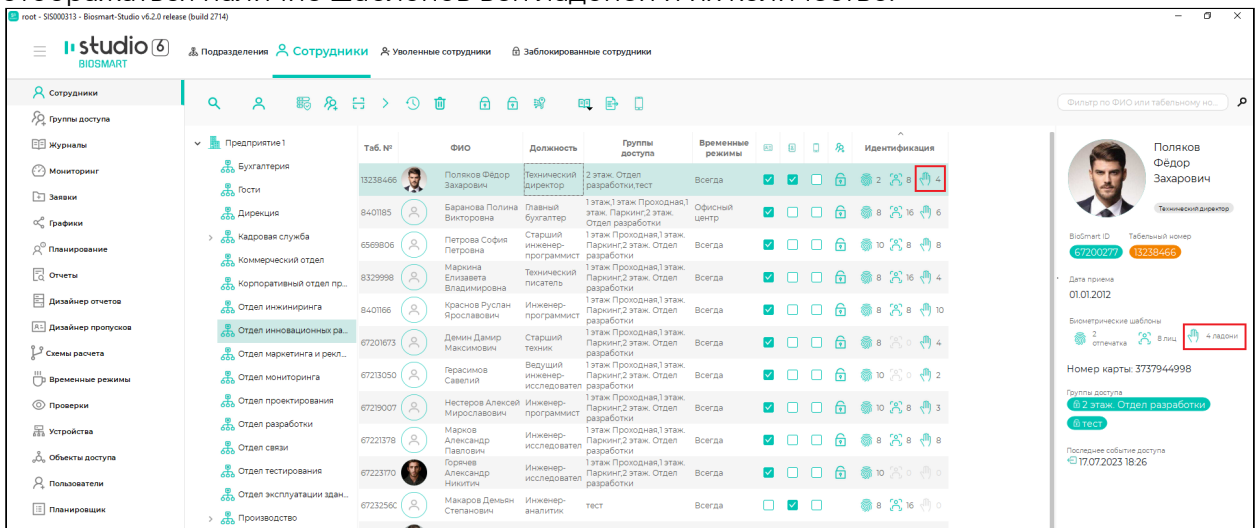 отображаться наличие шаблонов вен ладоней и их количество.
root - SIS000313 - Biosmart-Studio v6.2.0 release (build 2714)
studio 6
BIOSMART
Подразделения Сотрудники Уволенные сотрудники Заблокированные сотрудники
Сотрудники
Группы доступа
Журналы
Мониторинг
Заявки
Графики
Планирование
Отчеты
Дизайнер отчетов
Дизайнер пропусков
Схемы расчета
Временные режимы
Проверки
Устройства
Объекты доступа
Пользователи
Планировщик
Фильтр по ФИО или табельному но...
Предприятие 1
Бухгалтерия
Гости
Дирекция
Кадровая служба
Коммерческий отдел
Корпоративный отдел пр...
Отдел инжиниринга
Отдел инновационных ра...
Отдел маркетинга и рекл...
Отдел мониторинга
Отдел проектирования
Отдел разработки
Отдел связи
Отдел тестирования
Отдел эксплуатации здан...
Производство
Таб. № ФИО Должность Группы доступа Временные режимы Идентификация
13238466 Поляков Фёдор Захарович Технический директор 2 этаж. Отдел разработки,тест Всегда 2 8 4
8401185 Баранова Полина Викторовна Главный бухгалтер 1 этаж,1 этаж Проходная,1 этаж. Паркинг,2 этаж. Отдел разработки Офисный центр 8 16 6
6569806 Петрова София Петровна Старший инженер-программист 1 этаж Проходная,1 этаж. Паркинг,2 этаж. Отдел разработки Всегда 10 8 8
8329998 Маркина Елизавета Владимировна Технический писатель 1 этаж Проходная,1 этаж. Паркинг,2 этаж. Отдел разработки Всегда 8 16 4
8401166 Краснов Руслан Ярославович Инженер-программист 1 этаж Проходная,1 этаж. Паркинг,2 этаж. Отдел разработки Всегда 8 8 10
67201673 Демин Дамир Максимович Старший техник 1 этаж Проходная,1 этаж. Паркинг,2 этаж. Отдел разработки Всегда 8 0 4
67213050 Герасимов Савелий Ведущий инженер-исследовател 1 этаж Проходная,1 этаж. Паркинг,2 этаж. Отдел разработки Всегда 10 0 2
67219007 Нестеров Алексей Мирославович Инженер-программист 1 этаж Проходная,1 этаж. Паркинг,2 этаж. Отдел разработки Всегда 10 8 3
67221378 Марков Александр Павлович Инженер-исследовател 1 этаж Проходная,1 этаж. Паркинг,2 этаж. Отдел разработки Всегда 8 8 8
67223170 Горячев Александр Никитич Инженер-исследовател 1 этаж Проходная,1 этаж. Паркинг,2 этаж. Отдел разработки Всегда 10 0 0
6723256 Макаров Демьян Степанович Инженер-аналитик тест Всегда 8 16 0
Поляков
Фёдор
Захарович
Технический директор
BioSmart ID Табельный номер
67200277 13238466
Дата приема
01.01.2012
Биометрические шаблоны
2 отпечатка 8 лиц 4 ладони
Номер карты: 3737944998
Группы доступа
2 этаж. Отдел разработки
тест
Последнее событие доступа
17.07.2023 18:26